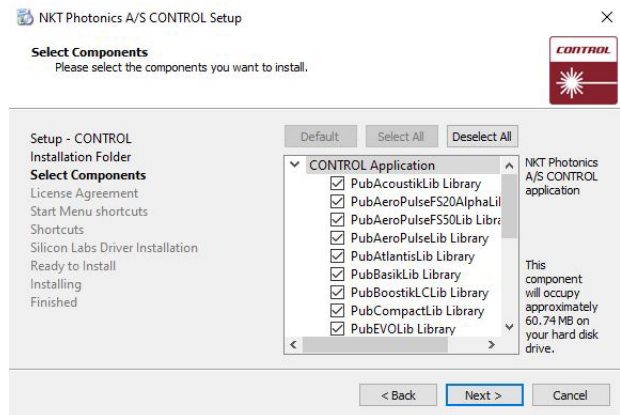 NKT Photonics A/S CONTROL Setup
Select Components
Please select the components you want to install.
CONTROL
Setup - CONTROL
Installation Folder
Select Components
License Agreement
Start Menu shortcuts
Shortcuts
Silicon Labs Driver Installation
Ready to Install
Installing
Finished
Default Select All Deselect All
CONTROL Application
PubAcoustikLib Library
PubAeroPulseFS20AlphaLil
PubAeroPulseFS50Lib Libra
PubAeroPulseLib Library
PubAtlantisLib Library
PubBasikLib Library
PubBoostikLCLib Library
PubCompactLib Library
PubEVOLib Library
NKT Photonics
A/S CONTROL
application
This
component
will occupy
approximately
60.74 MB on
your hard disk
drive.
< Back Next > Cancel